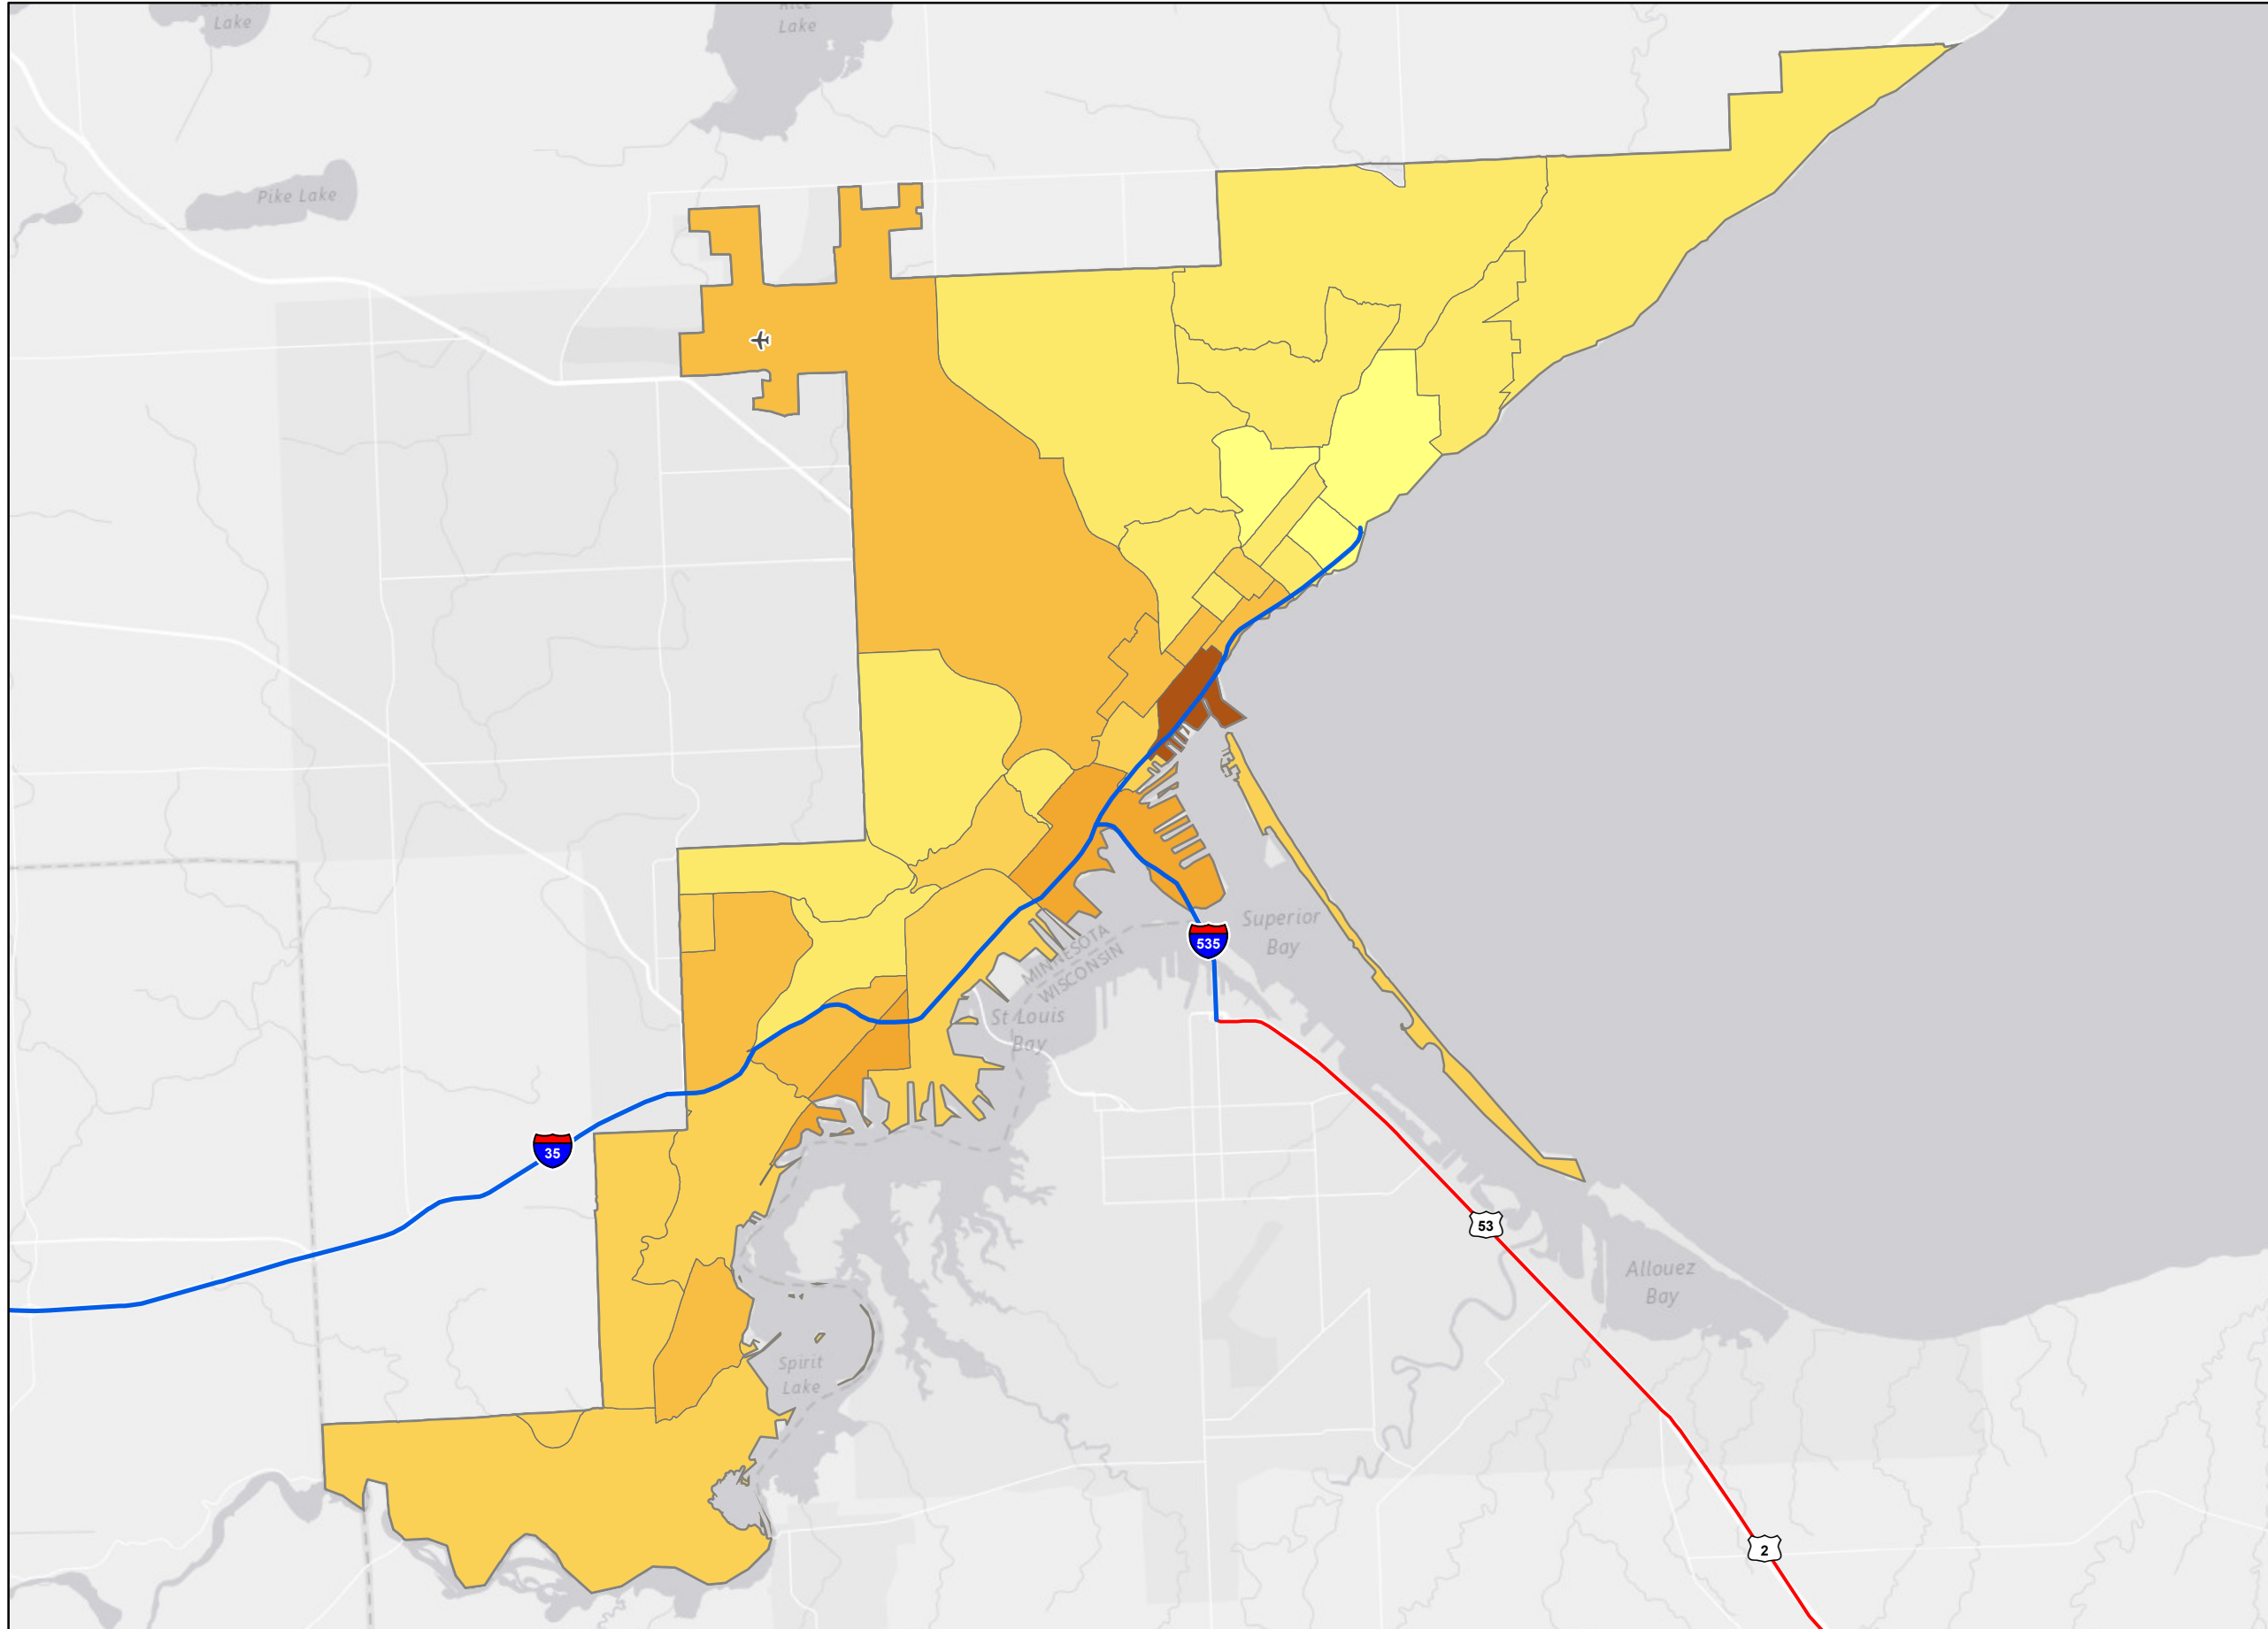 Lake
Rice
Lake
Pike Lake
MINNESOTA
WISCONSIN
535
Superior
Bay
St Louis
Bay
35
53
Allouez
Bay
Spirit
Lake
2